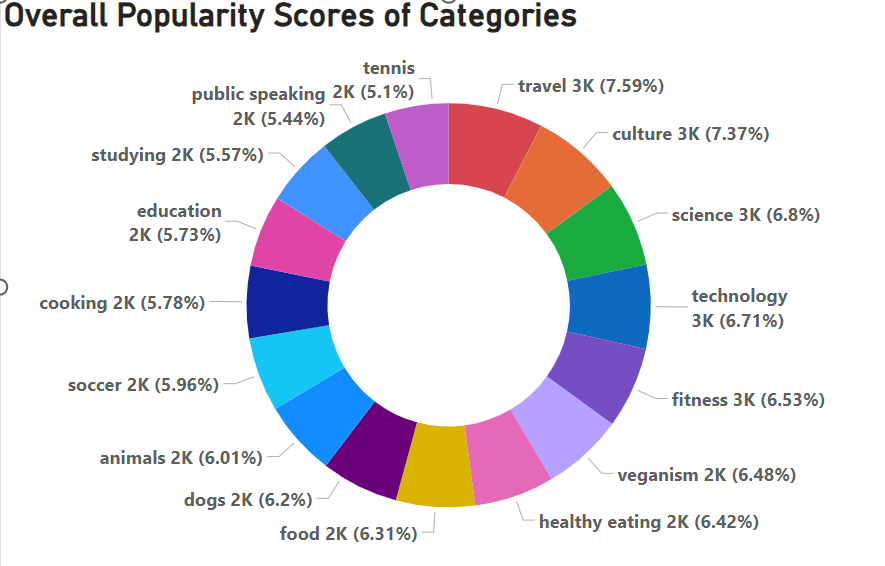 Overall Popularity Scores of Categories
tennis
2K (5.1%)
travel 3K (7.59%)
culture 3K (7.37%)
science 3K (6.8%)
technology
3K (6.71%)
fitness 3K (6.53%)
veganism 2K (6.48%)
healthy eating 2K (6.42%)
food 2K (6.31%)
dogs 2K (6.2%)
animals 2K (6.01%)
soccer 2K (5.96%)
cooking 2K (5.78%)
education
2K (5.73%)
studying 2K (5.57%)
public speaking
2K (5.44%)